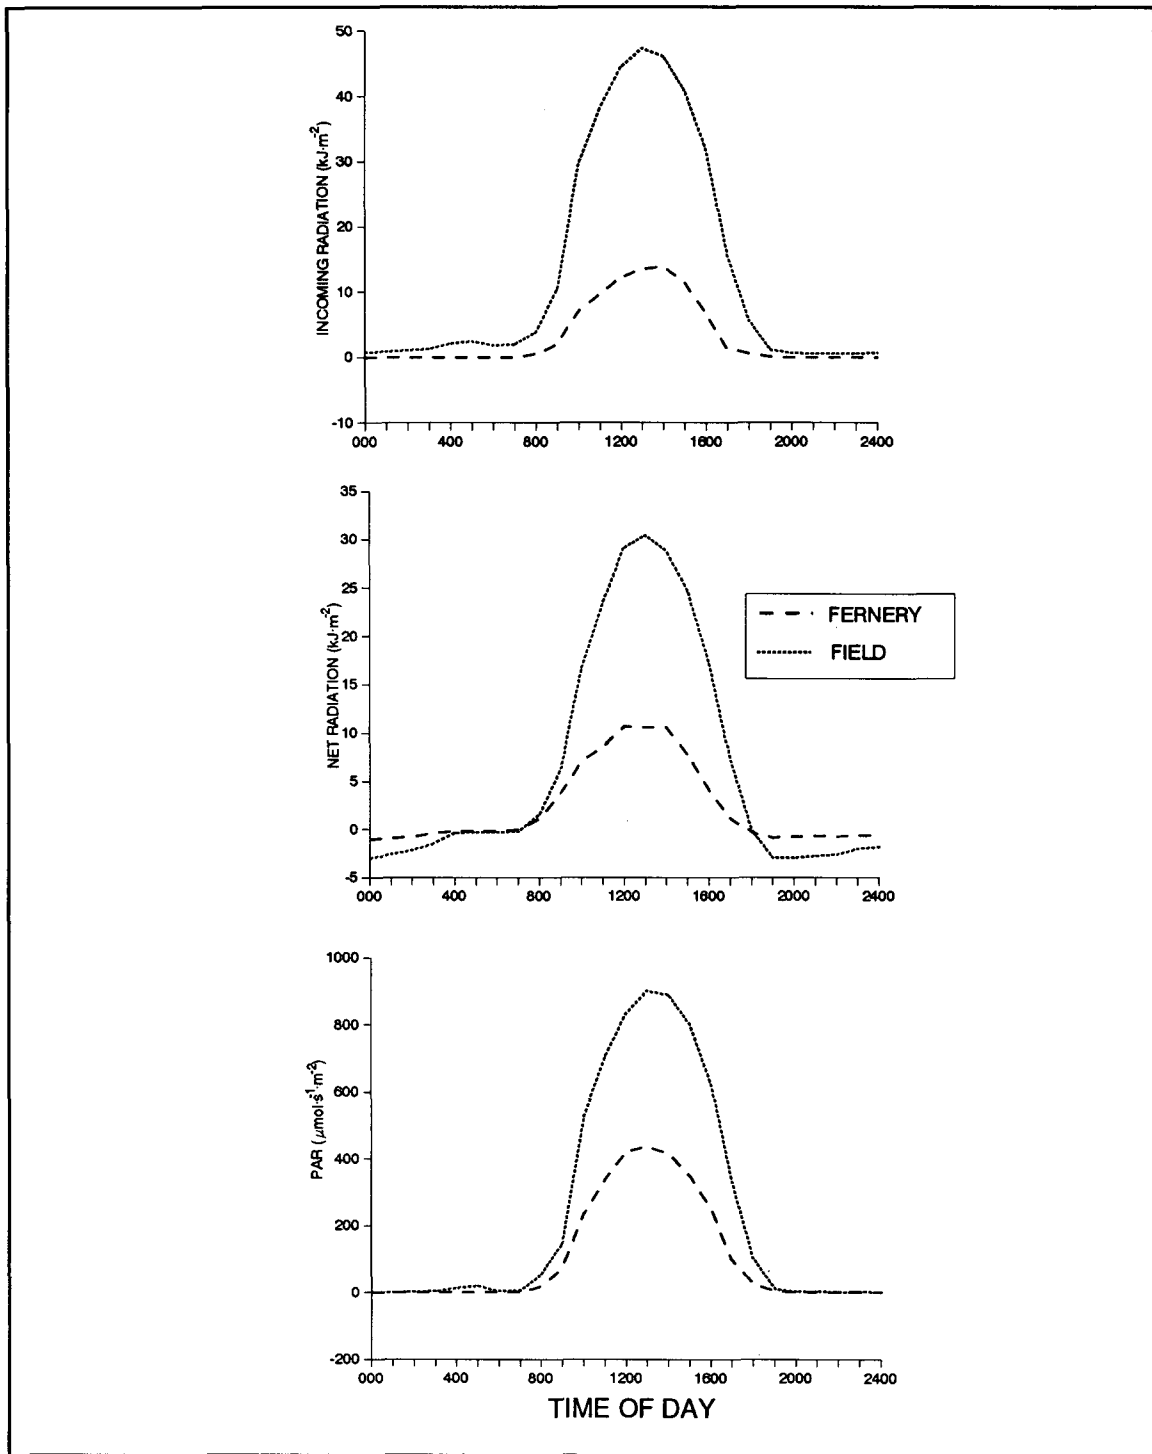 50
40
30
20
10
0
-10
INCOMING RADIATION (kJ·m⁻²)
000 400 800 1200 1600 2000 2400
35
30
25
20
15
10
5
0
-5
NET RADIATION (kJ·m⁻²)
000 400 800 1200 1600 2000 2400
FERNERY
FIELD
1000
800
600
400
200
0
-200
PAR (μmol·s⁻¹·m⁻²)
000 400 800 1200 1600 2000 2400
TIME OF DAY